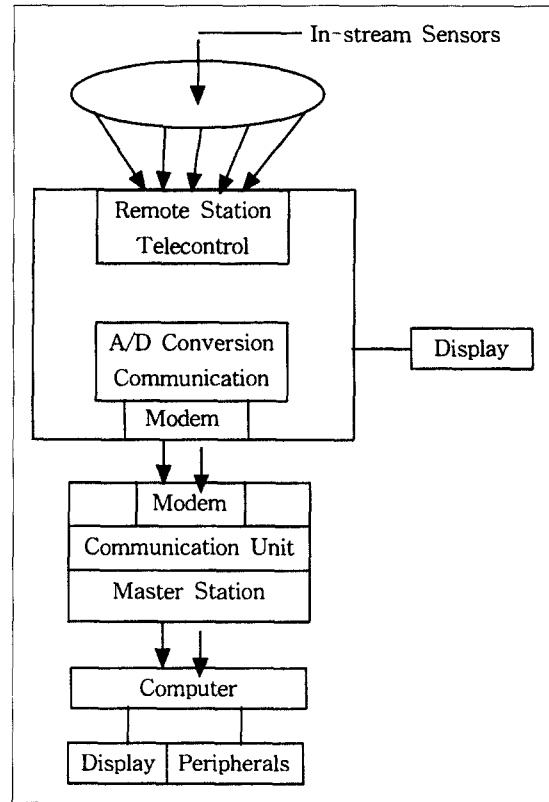 In-stream Sensors
Remote Station
Telecontrol
A/D Conversion
Communication
Display
Modem
Modem
Communication Unit
Master Station
Computer
Display
Peripherals